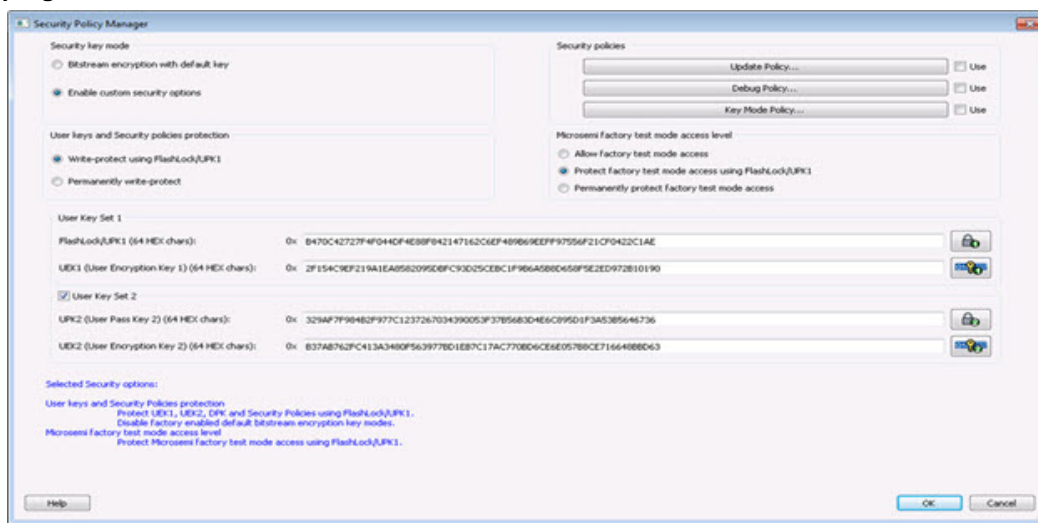 Security Policy Manager
Security key mode
Bitstream encryption with default key
Enable custom security options
Security policies
Update Policy...
Use
Debug Policy...
Use
Key Mode Policy...
Use
User keys and Security policies protection
Write-protect using FlashLock/UPK1
Permanently write-protect
Microsemi factory test mode access level
Allow factory test mode access
Protect factory test mode access using FlashLock/UPK1
Permanently protect factory test mode access
User Key Set 1
FlashLock/UPK1 (64 HEX chars): 0x
UEK1 (User Encryption Key 1) (64 HEX chars): 0x
User Key Set 2
UPK2 (User Pass Key 2) (64 HEX chars): 0x
UEK2 (User Encryption Key 2) (64 HEX chars): 0x
Selected Security options:
User keys and Security Policies protection
Protect UEK1, UEK2, DPK and Security Policies using FlashLock/UPK1.
Disable factory enabled default bitstream encryption key modes.
Microsemi factory test mode access level
Protect Microsemi factory test mode access using FlashLock/UPK1.
Help
OK
Cancel